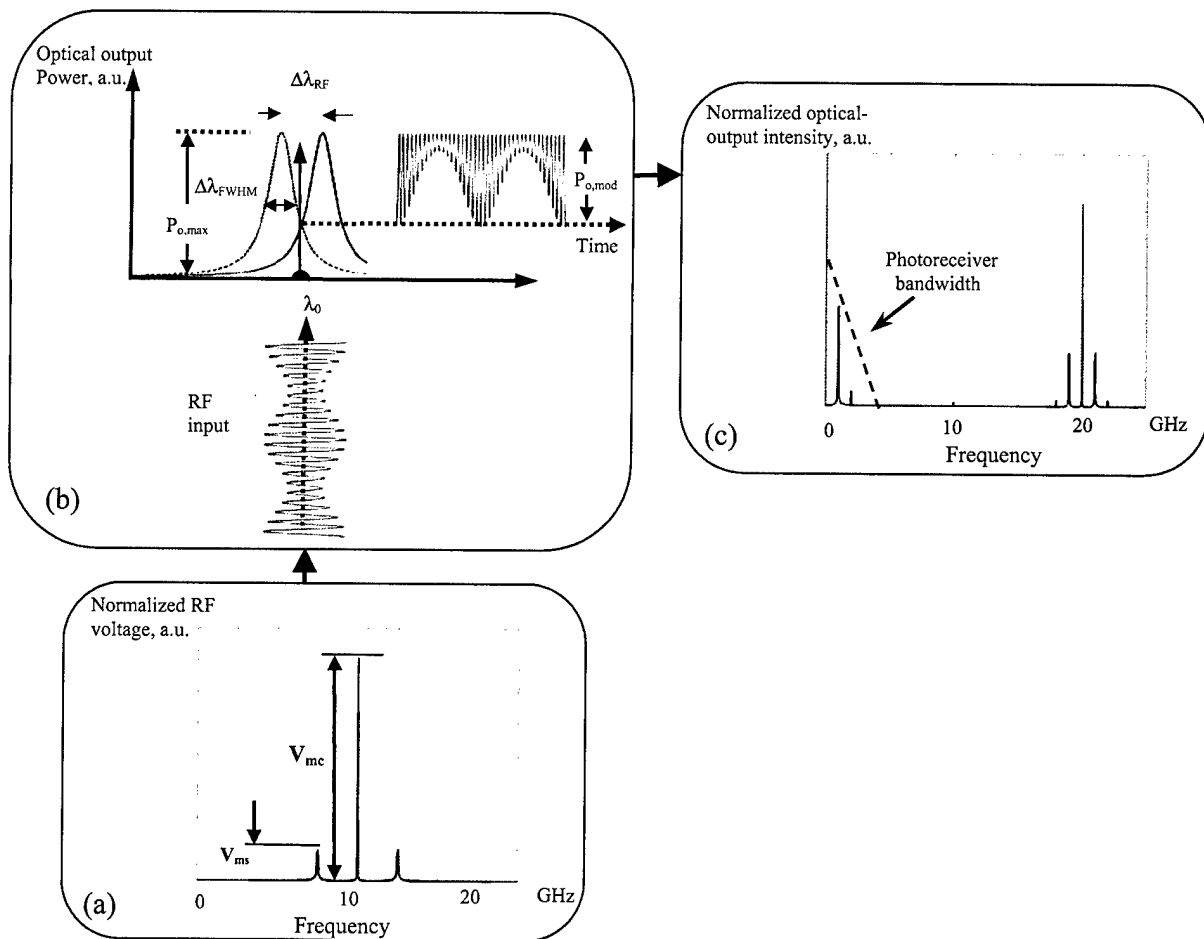 Optical output
Power, a.u.
Δλ_RF
Δλ_FWHM
P_o,max
P_o,mod
Time
λ_0
RF
input
(b)
Normalized optical-
output intensity, a.u.
Photoreceiver
bandwidth
0 10 20 GHz
Frequency
(c)
Normalized RF
voltage, a.u.
V_mc
V_ms
0 10 20 GHz
Frequency
(a)